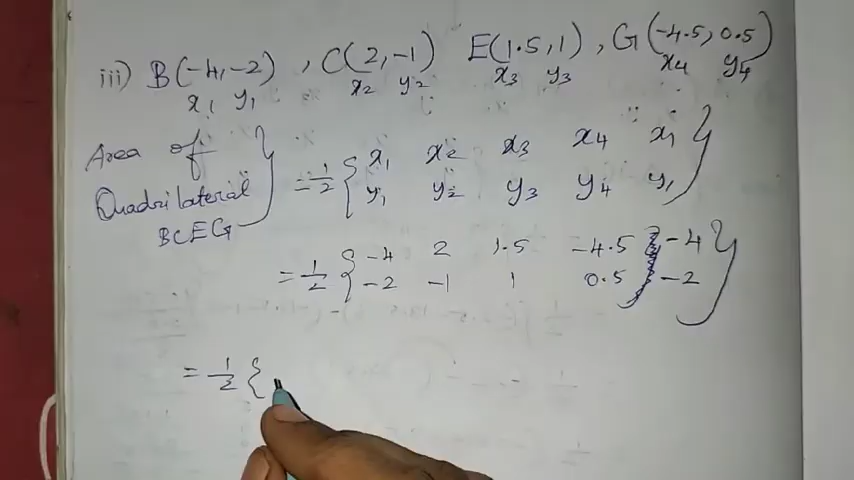 iii) B(-4,-2) , C(2,-1) E(1.5,1) , G(-4.5,0.5)
x1 y1 x2 y2 x3 y3 x4 y4
Area of Quadrilateral BCEG } = 1/2 { x1 x2 x3 x4 x1
y1 y2 y3 y4 y1 }
= 1/2 { -4 2 1.5 -4.5 -4
-2 -1 1 0.5 -2 }
= 1/2 {